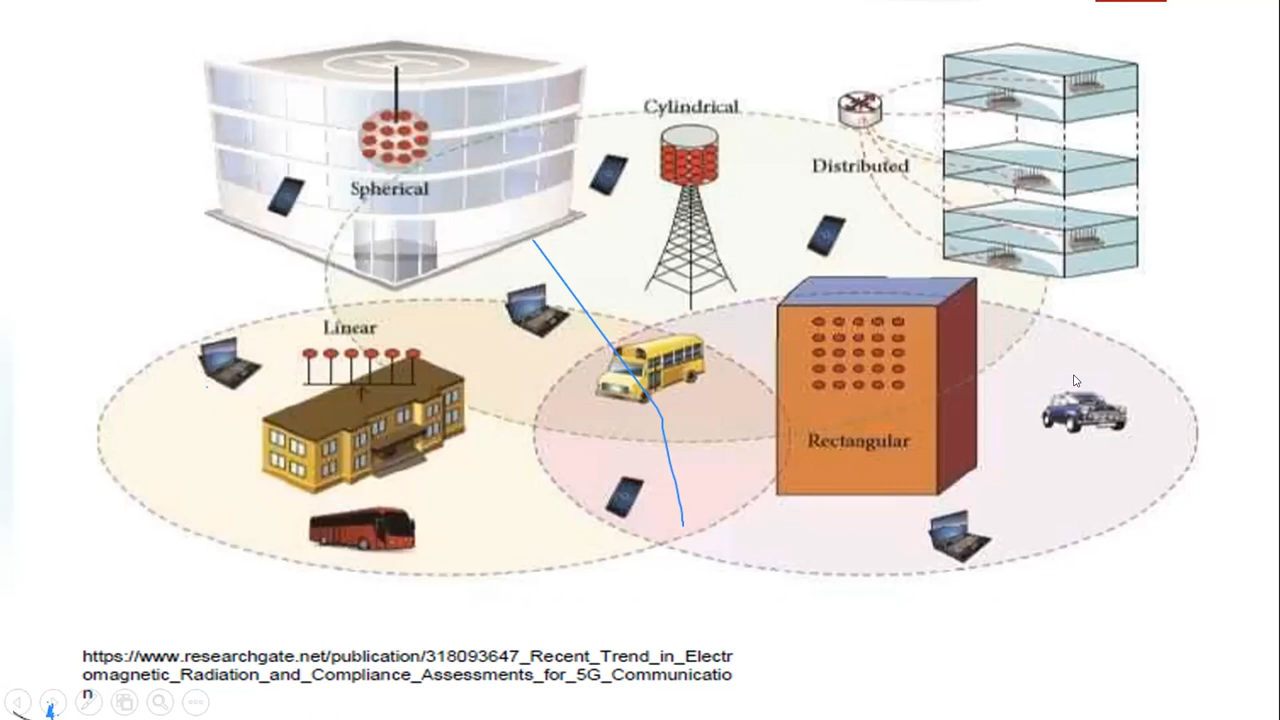 Cylindrical
Distributed
Spherical
Linear
Rectangular
https://www.researchgate.net/publication/318093647_Recent_Trend_in_Electr
omagnetic_Radiation_and_Compliance_Assessments_for_5G_Communicatio
n